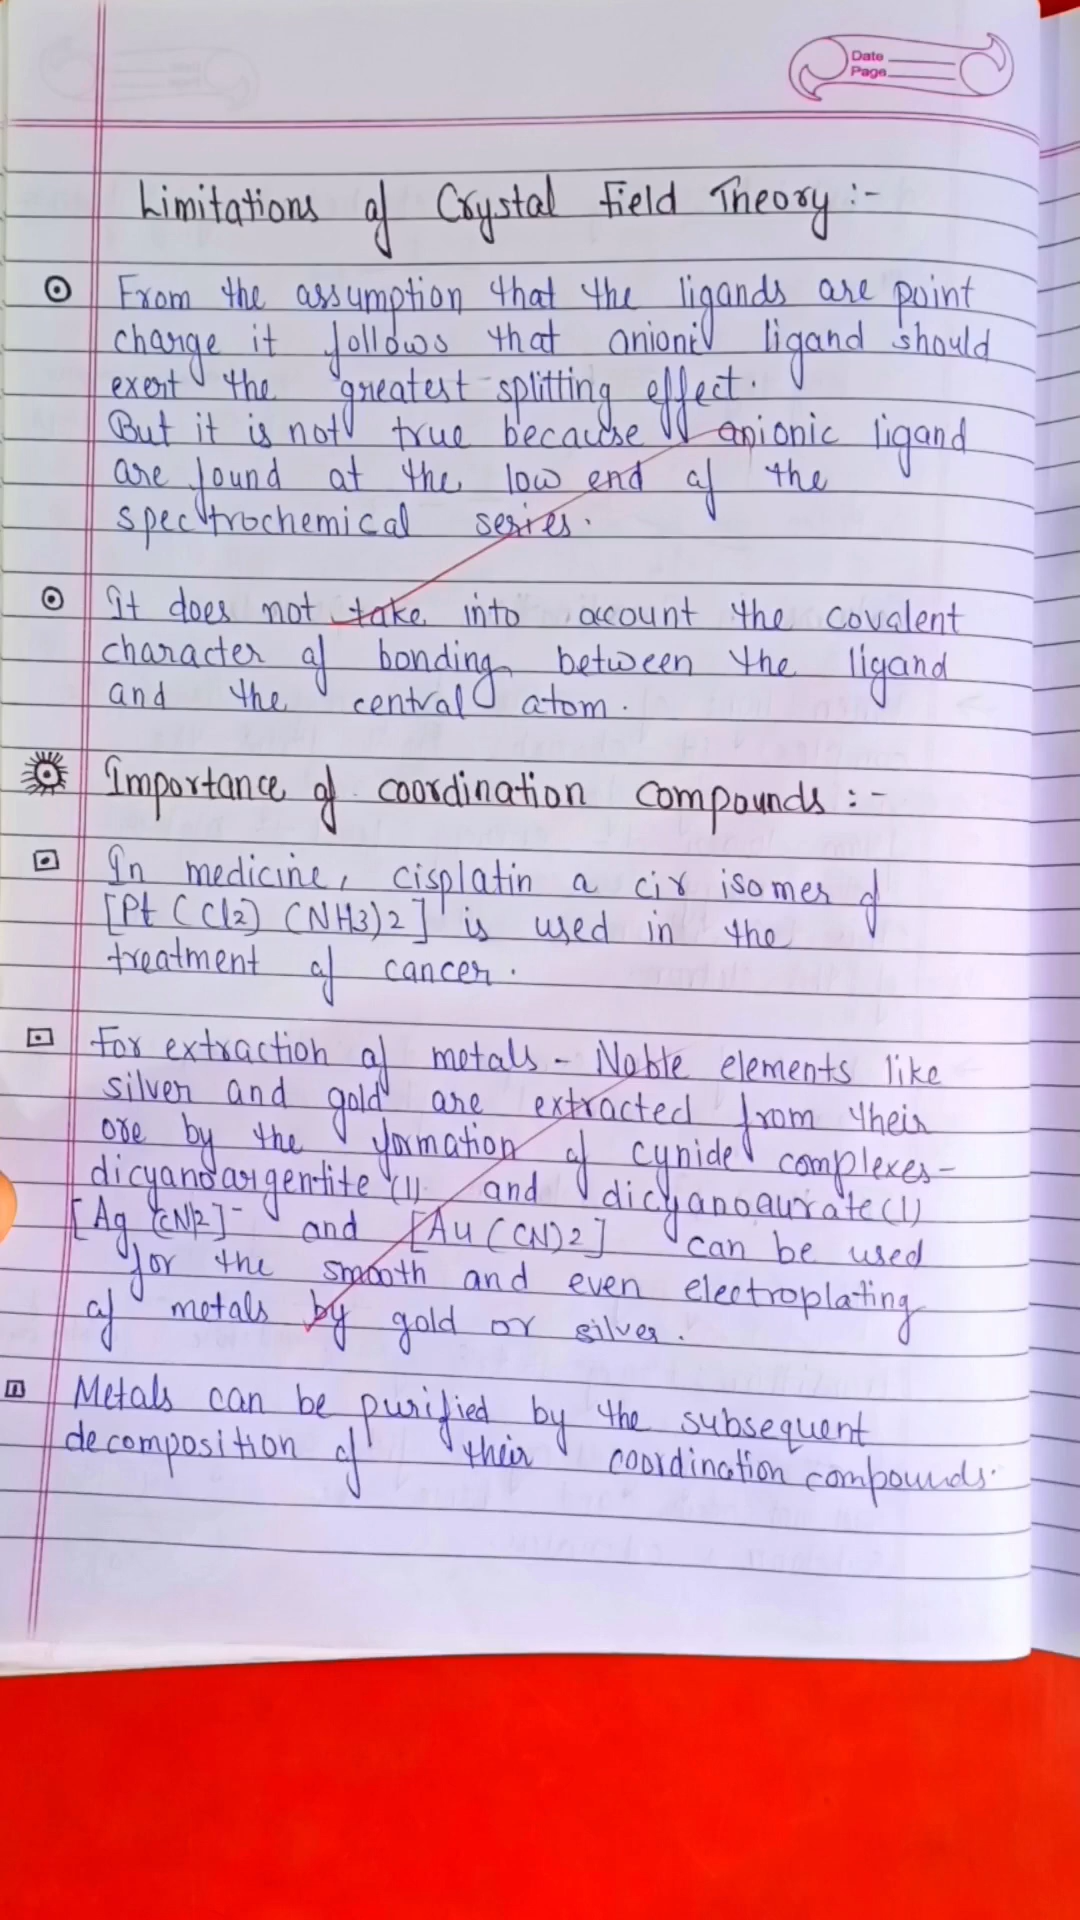 Date
Page
Limitations of Crystal Field Theory :-
From the assumption that the ligands are point
charge it follows that anionic ligand should
exert the greatest splitting effect.
But it is not true because anionic ligand
are found at the low end of the
spectrochemical series.
It does not take into account the covalent
character of bonding between the ligand
and the central atom.
Importance of coordination compounds :-
In medicine, cisplatin a cis isomer of
[Pt (Cl2) (NH3)2] is used in the
treatment of cancer.
For extraction of metals - Noble elements like
silver and gold are extracted from their
ore by the formation of cynide complexes-
dicyanoargentite (I) and dicyanoaurate(I)
[Ag (CN)2]⁻ and [Au (CN)2] can be used
for the smooth and even electroplating
of metals by gold or silver.
Metals can be purified by the subsequent
decomposition of their coordination compounds.